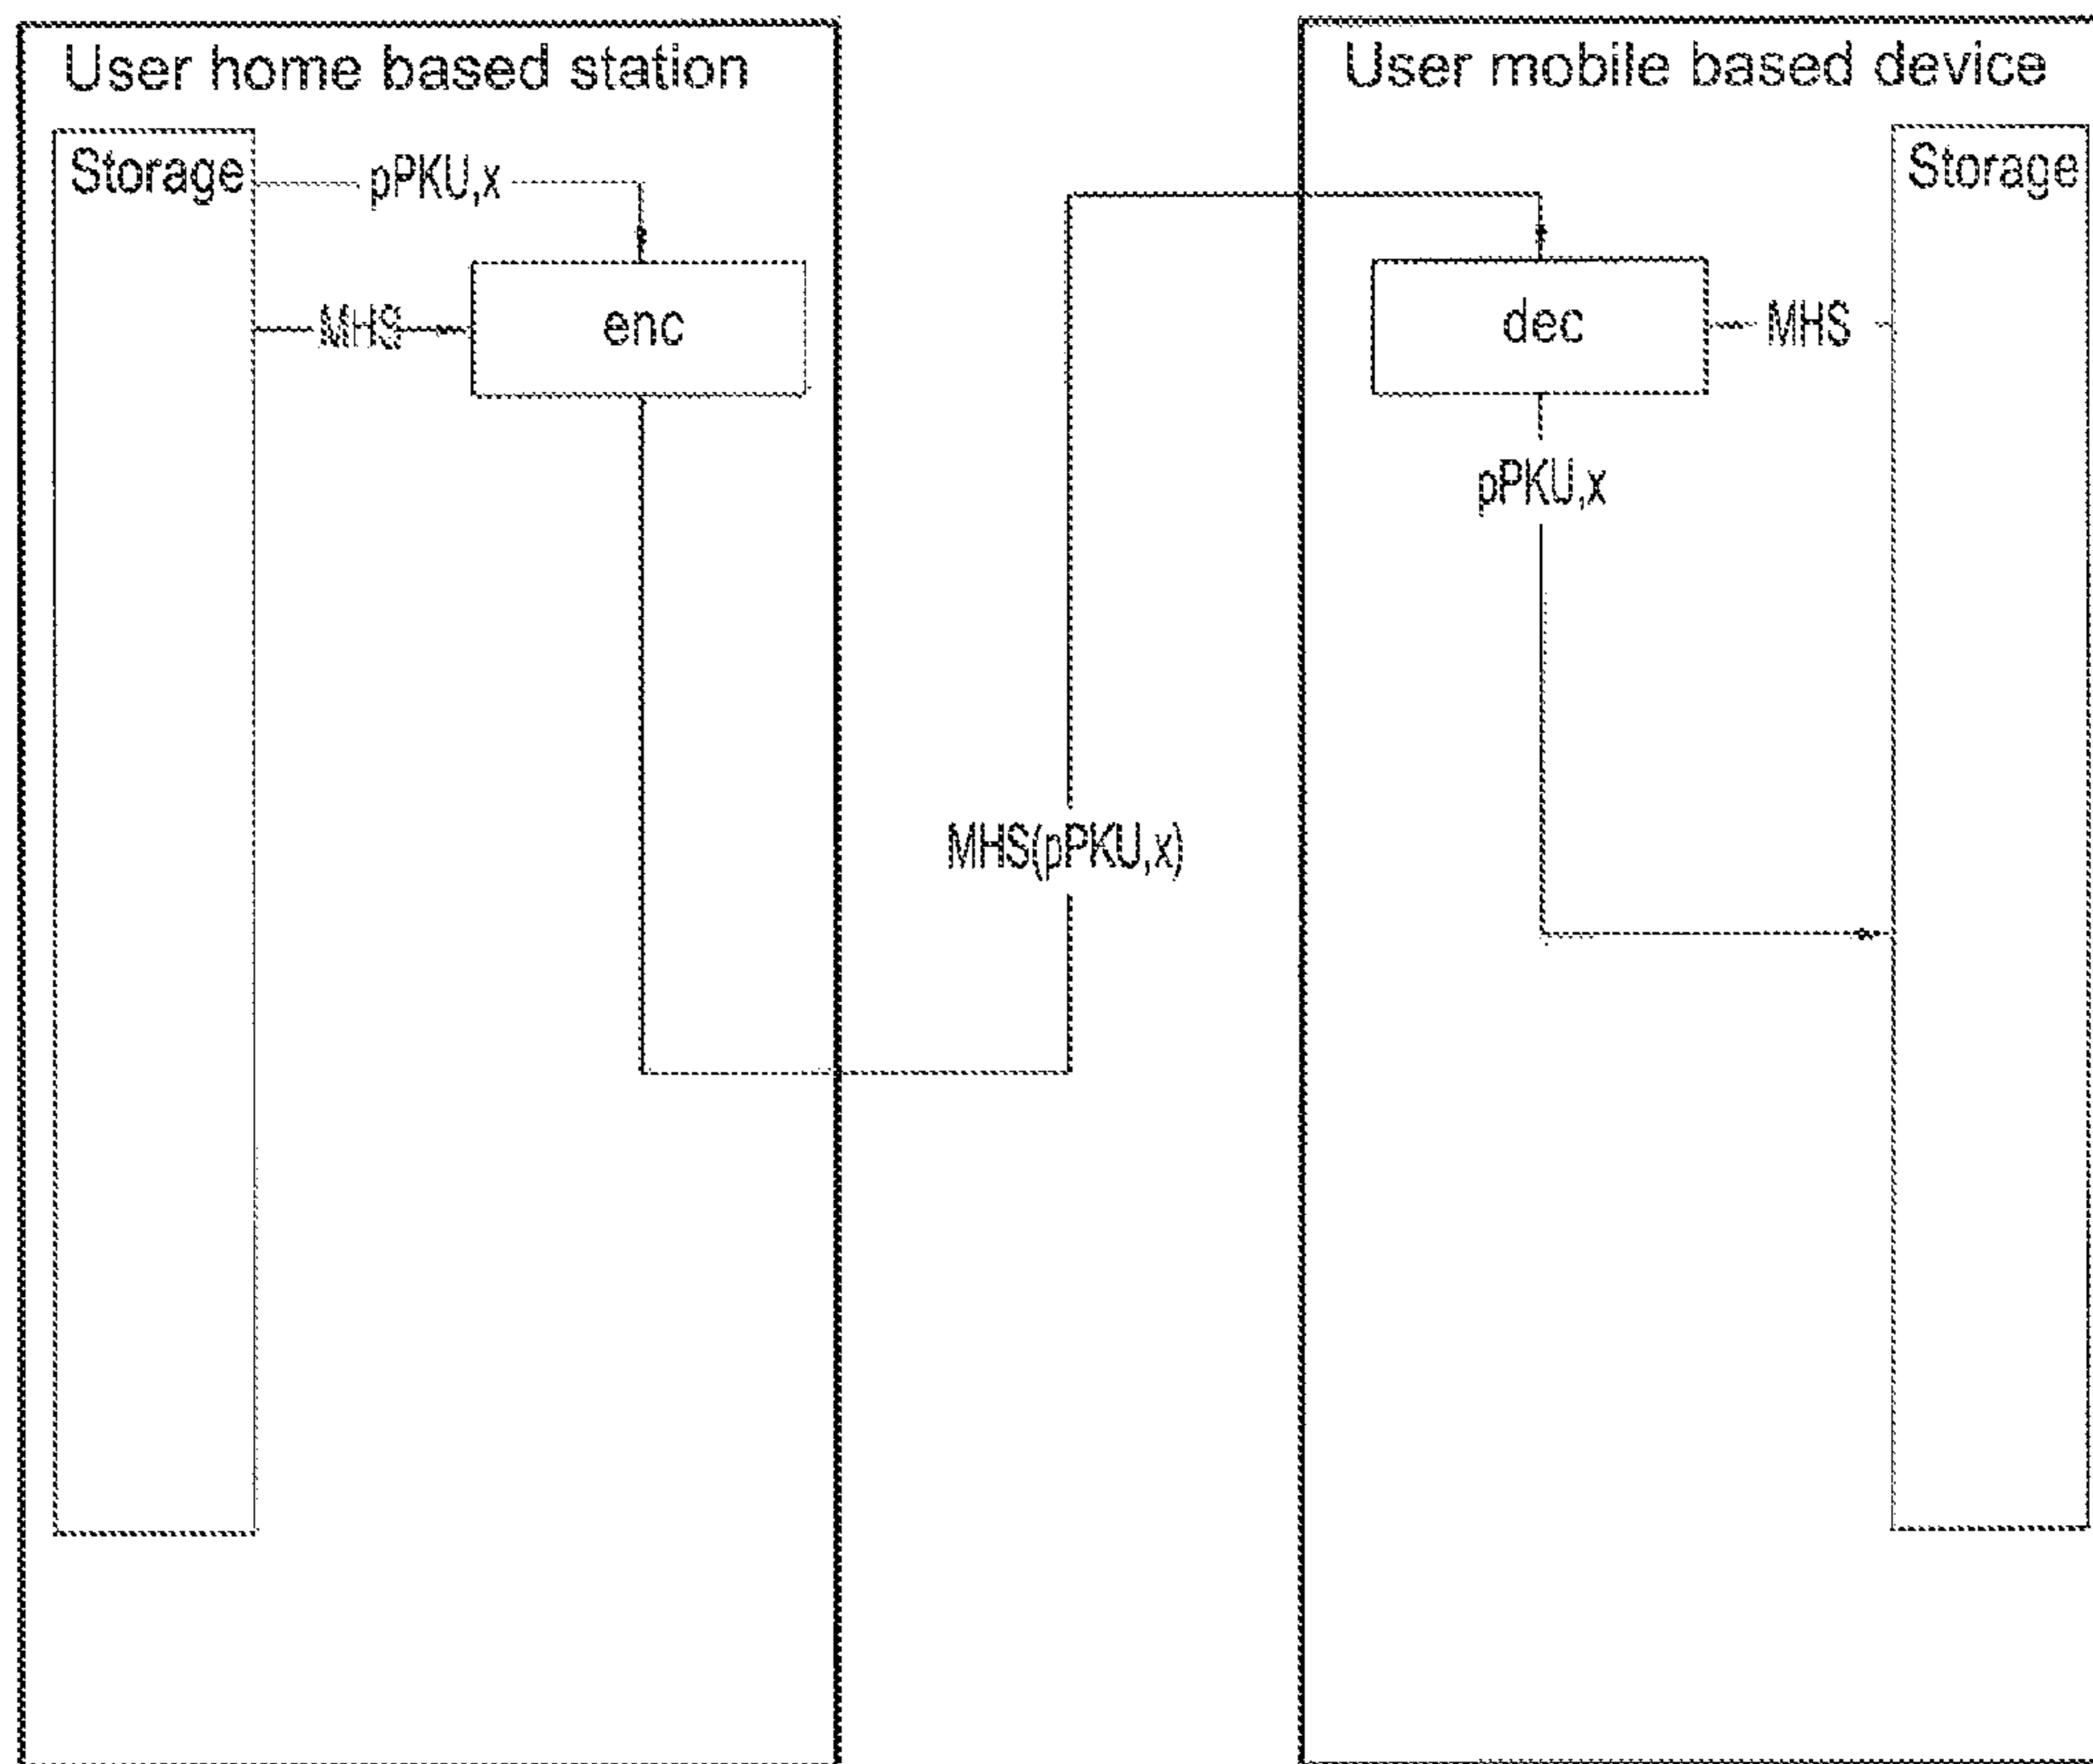 User home based station
Storage
pPKU,x
MHS
enc
MHS(pPKU,x)
User mobile based device
Storage
dec
MHS
pPKU,x